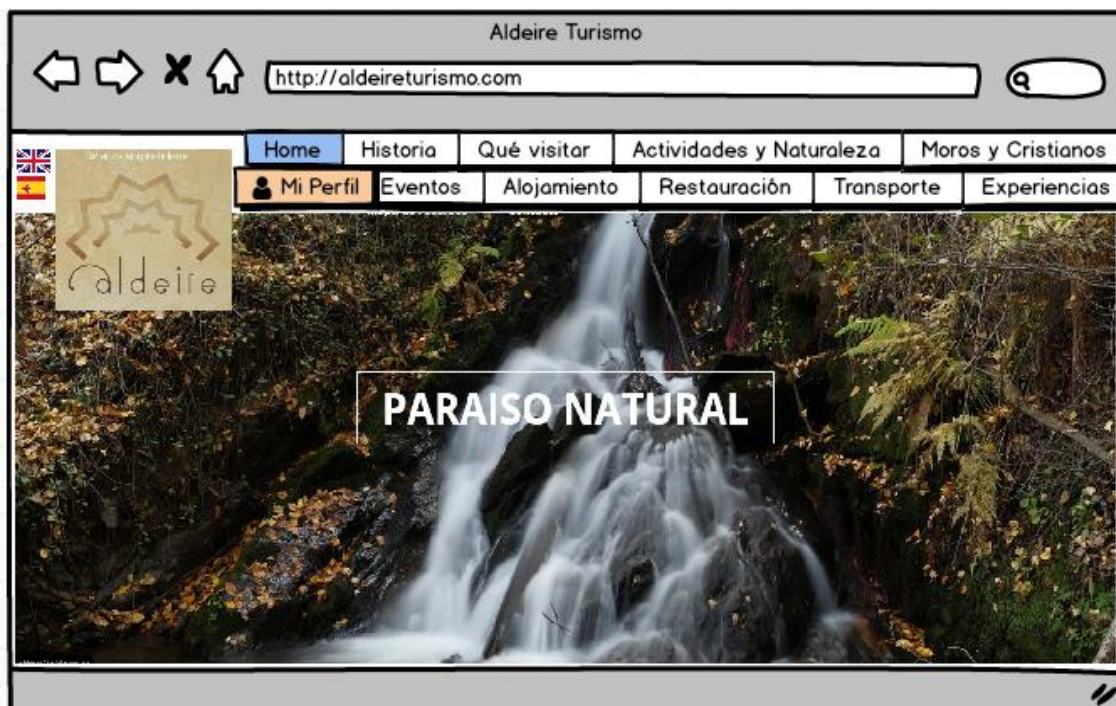 Aldeire Turismo
http://aldeireturismo.com
Home Historia Qué visitar Actividades y Naturaleza Moros y Cristianos
Mi Perfil Eventos Alojamiento Restauración Transporte Experiencias
aldeire
PARAISO NATURAL